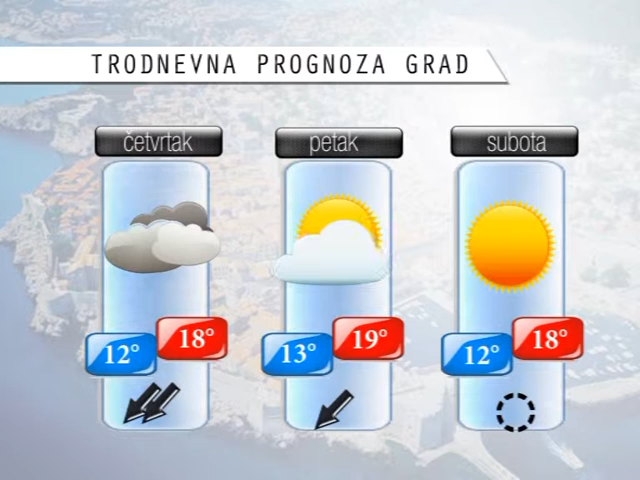 TRODNEVNA PROGNOZA GRAD
četvrtak
petak
subota
12° 18°
13° 19°
12° 18°